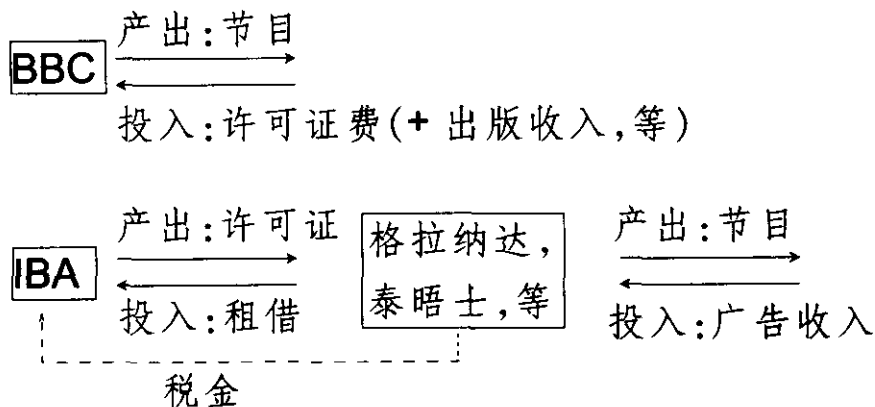 产出:节目
BBC
投入:许可证费(+ 出版收入,等)
产出:许可证
IBA
投入:租借
格拉纳达,
泰晤士,等
产出:节目
投入:广告收入
税金